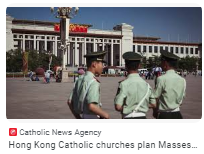 Catholic News Agency
Hong Kong Catholic churches plan Masses…